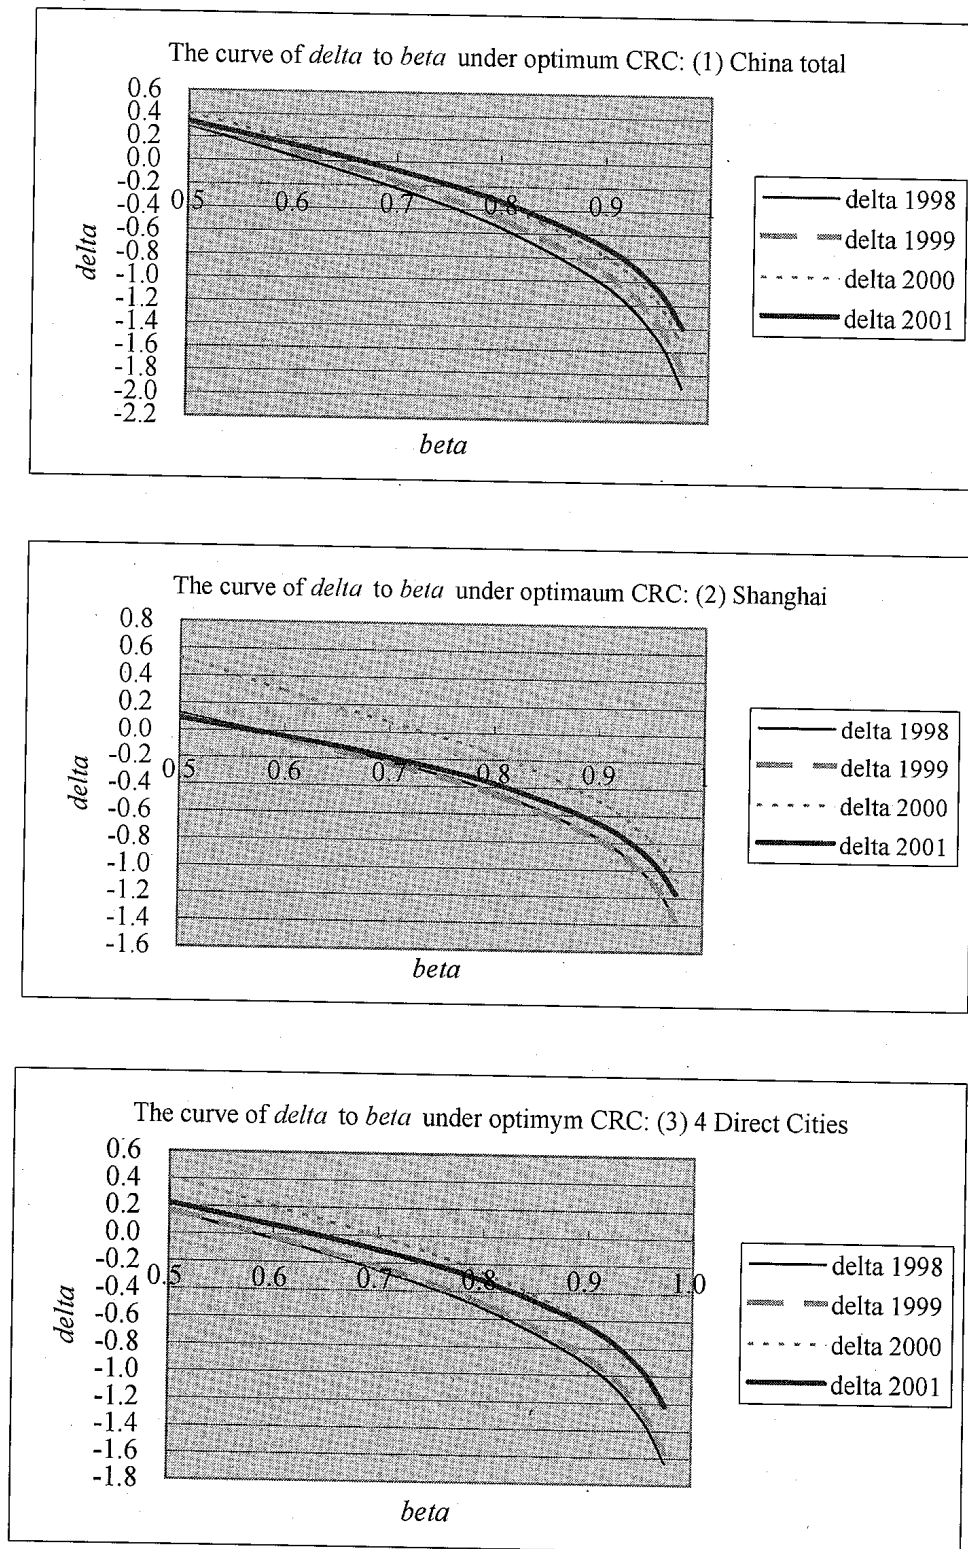 The curve of delta to beta under optimum CRC: (1) China total
0.6
0.4
0.2
0.0
-0.2
-0.4
-0.6
-0.8
-1.0
-1.2
-1.4
-1.6
-1.8
-2.0
-2.2
0.5 0.6 0.7 0.8 0.9 1
delta
beta
delta 1998
delta 1999
delta 2000
delta 2001
The curve of delta to beta under optimaum CRC: (2) Shanghai
0.8
0.6
0.4
0.2
0.0
-0.2
-0.4
-0.6
-0.8
-1.0
-1.2
-1.4
-1.6
0.5 0.6 0.7 0.8 0.9 1
delta
beta
delta 1998
delta 1999
delta 2000
delta 2001
The curve of delta to beta under optimym CRC: (3) 4 Direct Cities
0.6
0.4
0.2
0.0
-0.2
-0.4
-0.6
-0.8
-1.0
-1.2
-1.4
-1.6
-1.8
0.5 0.6 0.7 0.8 0.9 1.0
delta
beta
delta 1998
delta 1999
delta 2000
delta 2001